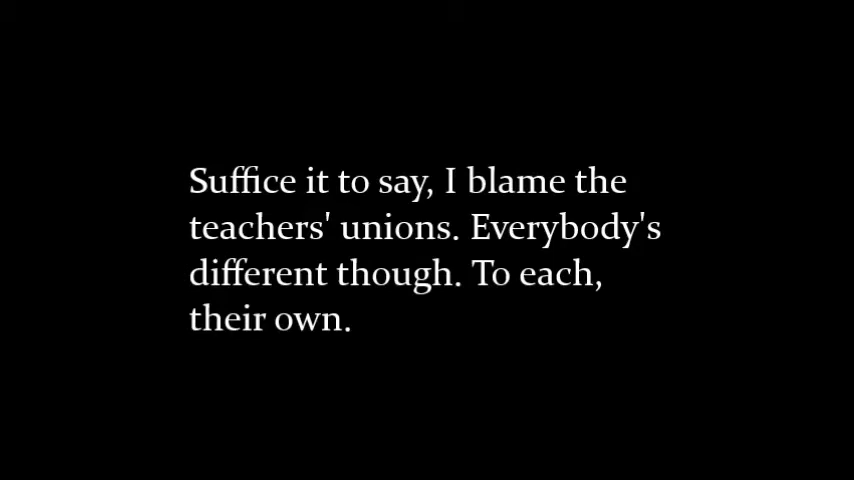 Suffice it to say, I blame the
teachers' unions. Everybody's
different though. To each,
their own.